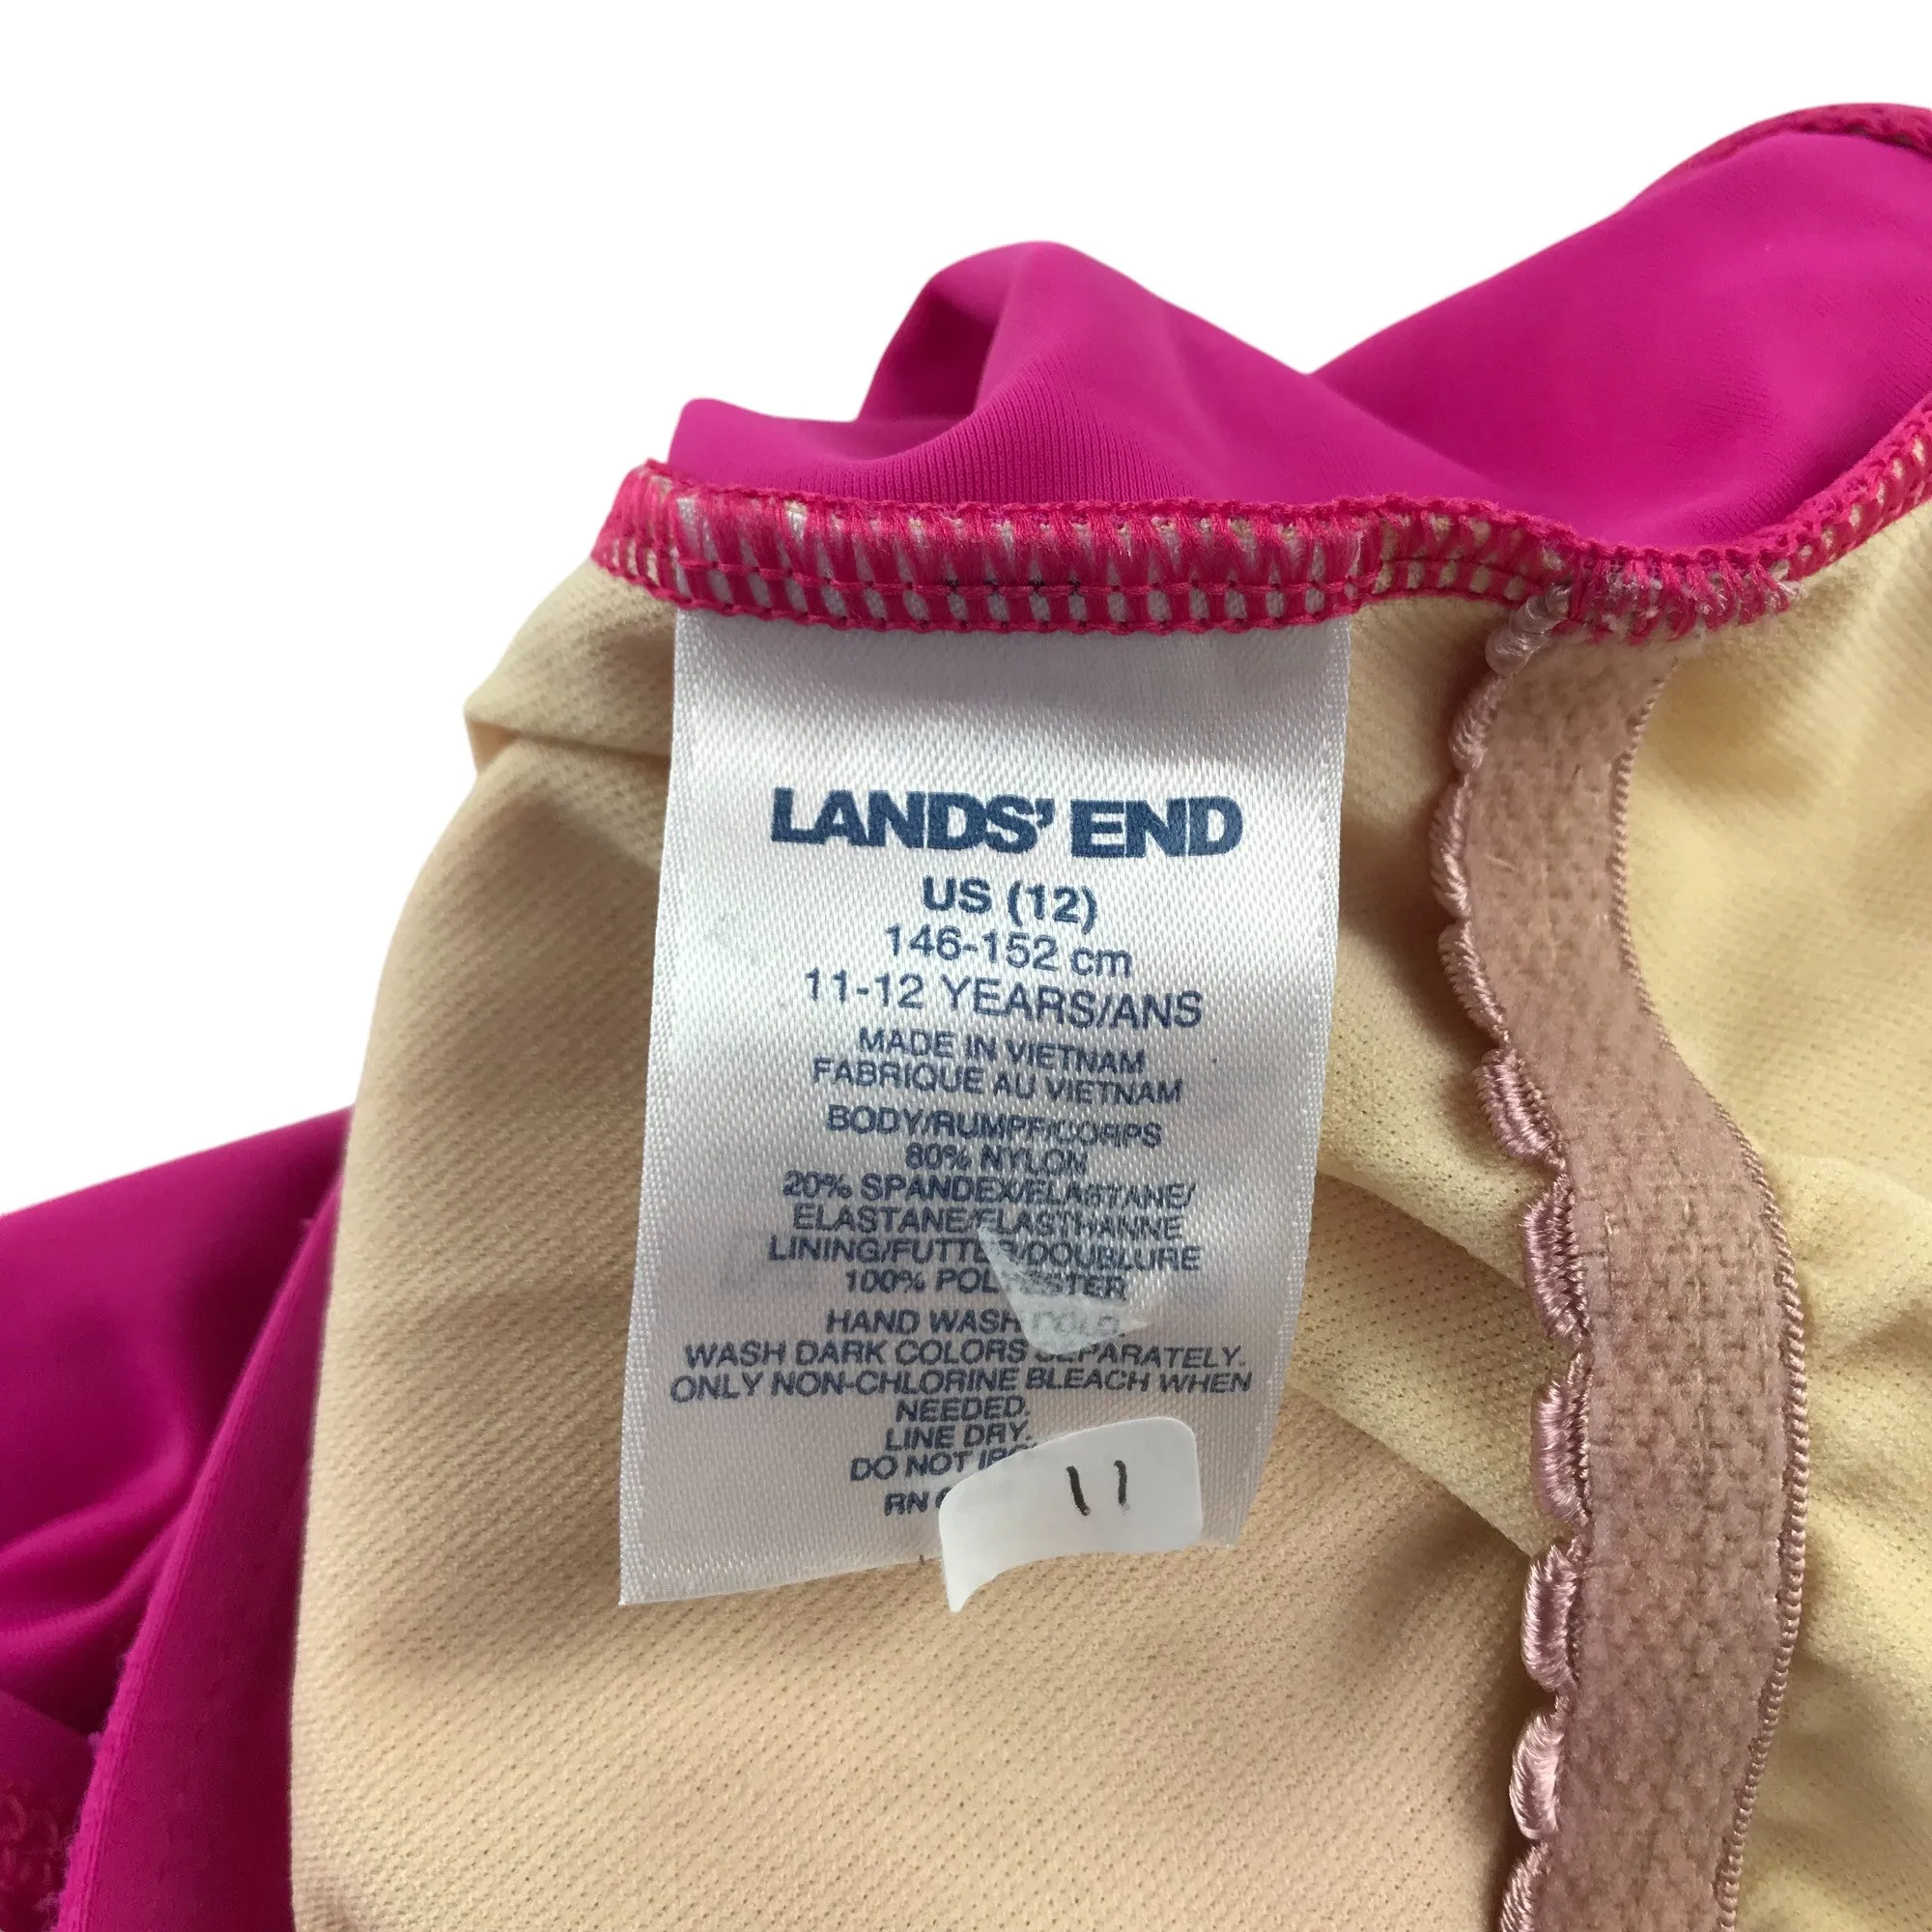 LANDS' END
US (12)
146-152 cm
11-12 YEARS/ANS
MADE IN VIETNAM
FABRIQUE AU VIETNAM
BODY/RUMPF/CORPS
80% NYLON
20% SPANDEX/ELASTANE/
ELASTANE/ELASTHANNE
LINING/FUTTER/DOUBLURE
100% POLYESTER
HAND WASH COLD.
WASH DARK COLORS SEPARATELY.
ONLY NON-CHLORINE BLEACH WHEN
NEEDED.
LINE DRY.
DO NOT
RN
11